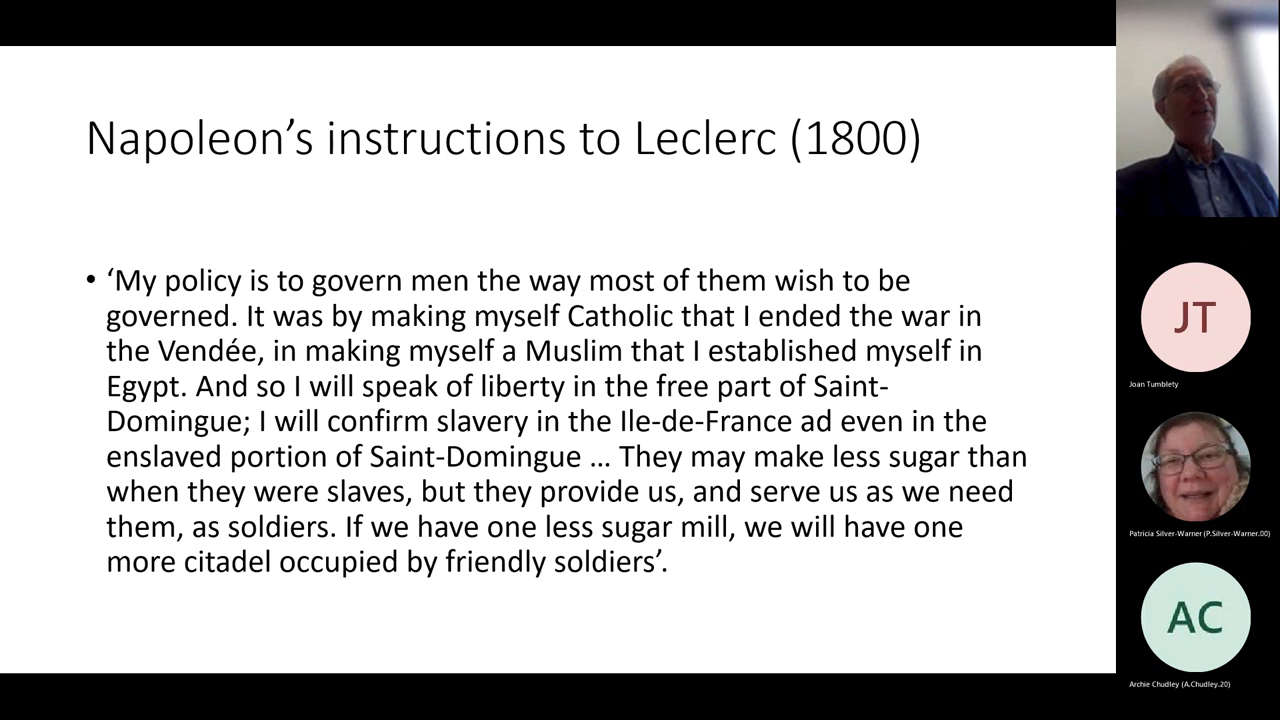 Napoleon’s instructions to Leclerc (1800)
• ‘My policy is to govern men the way most of them wish to be
governed. It was by making myself Catholic that I ended the war in
the Vendée, in making myself a Muslim that I established myself in
Egypt. And so I will speak of liberty in the free part of Saint-
Domingue; I will confirm slavery in the Ile-de-France ad even in the
enslaved portion of Saint-Domingue … They may make less sugar than
when they were slaves, but they provide us, and serve us as we need
them, as soldiers. If we have one less sugar mill, we will have one
more citadel occupied by friendly soldiers’.
JT
Joan Tumblety
Patricia Silver-Warner (P.Silver-Warner.00)
AC
Archie Chudley (A.Chudley.20)